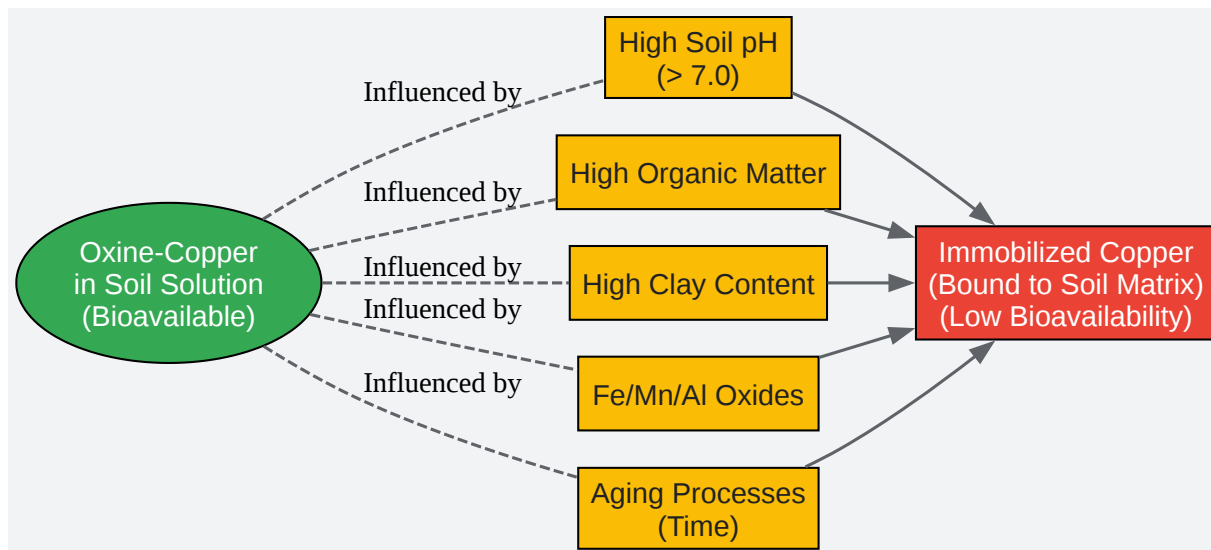 High Soil pH
(> 7.0)
Influenced by
High Organic Matter
Influenced by
Oxine-Copper
in Soil Solution
(Bioavailable)
Influenced by
High Clay Content
Immobilized Copper
(Bound to Soil Matrix)
(Low Bioavailability)
Influenced by
Fe/Mn/Al Oxides
Influenced by
Aging Processes
(Time)